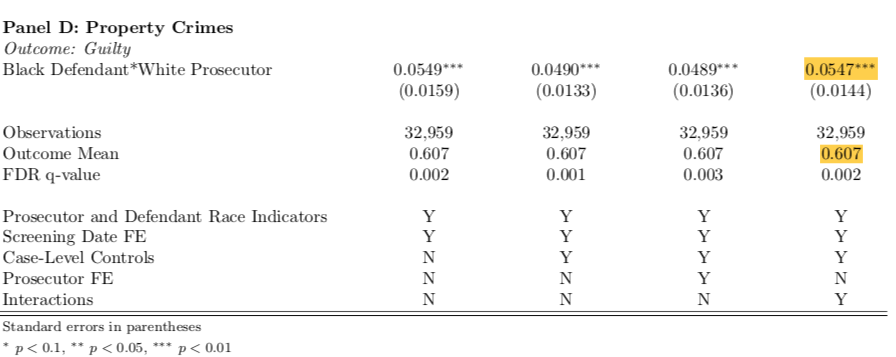 Panel D: Property Crimes
Outcome: Guilty
Black Defendant*White Prosecutor 0.0549*** 0.0490*** 0.0489*** 0.0547***
(0.0159) (0.0133) (0.0136) (0.0144)
Observations 32,959 32,959 32,959 32,959
Outcome Mean 0.607 0.607 0.607 0.607
FDR q-value 0.002 0.001 0.003 0.002
Prosecutor and Defendant Race Indicators Y Y Y Y
Screening Date FE Y Y Y Y
Case-Level Controls N Y Y Y
Prosecutor FE N N Y N
Interactions N N N Y
Standard errors in parentheses
* p < 0.1, ** p < 0.05, *** p < 0.01